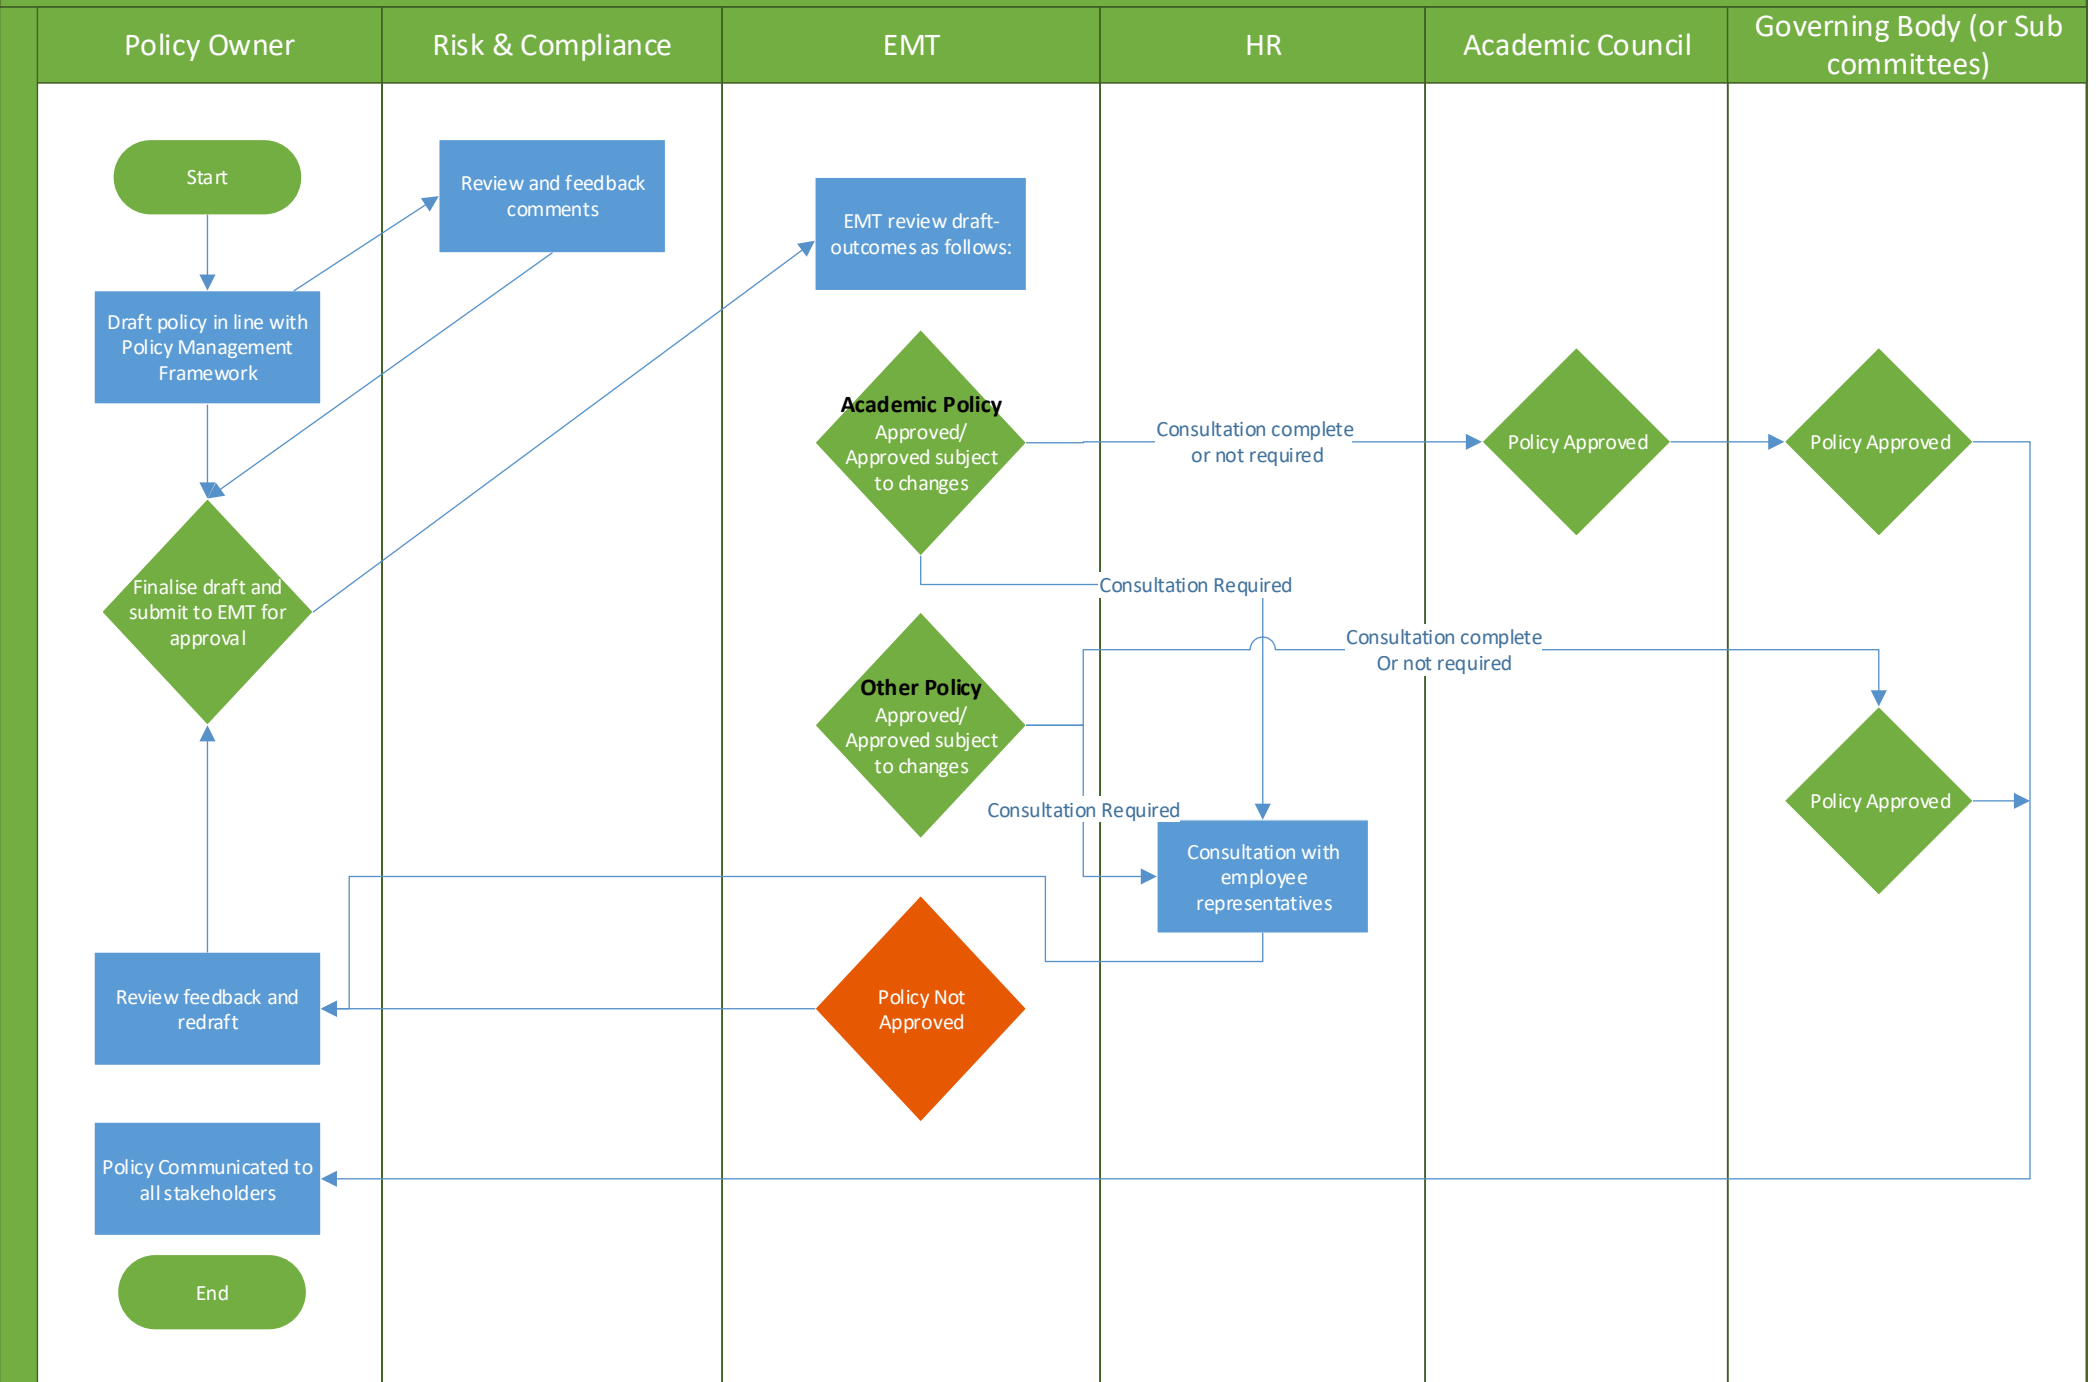 Policy Owner
Risk & Compliance
EMT
HR
Academic Council
Governing Body (or Sub
committees)
Start
Review and feedback
comments
EMT review draft-
outcomes as follows:
Draft policy in line with
Policy Management
Framework
Academic Policy
Approved/
Approved subject
to changes
Consultation complete
or not required
Policy Approved
Policy Approved
Finalise draft and
submit to EMT for
approval
Consultation Required
Consultation complete
Or not required
Other Policy
Approved/
Approved subject
to changes
Consultation Required
Policy Approved
Consultation with
employee
representatives
Review feedback and
redraft
Policy Not
Approved
Policy Communicated to
all stakeholders
End